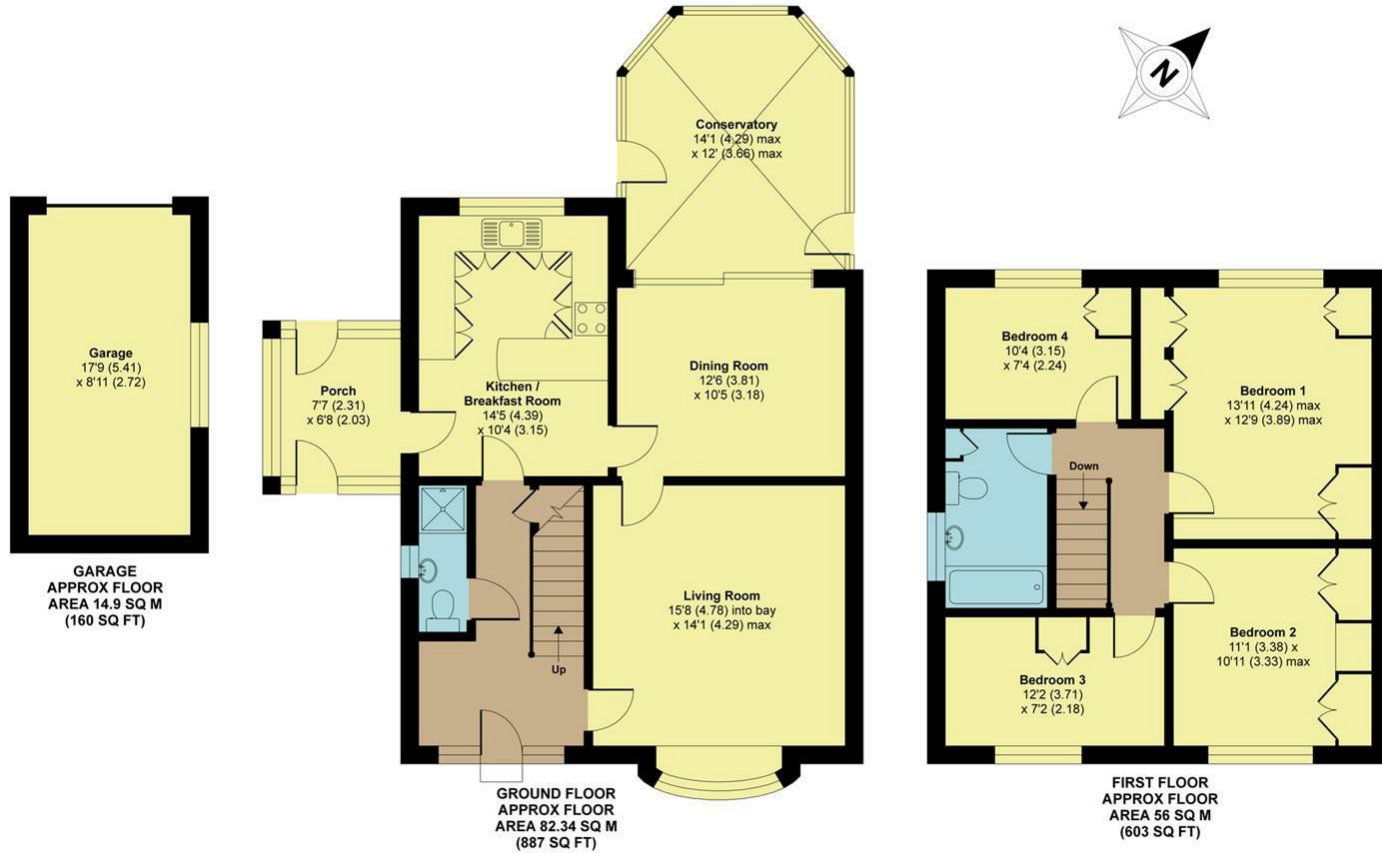 N
Conservatory
14'1 (4.29) max
x 12' (3.66) max
Garage
17'9 (5.41)
x 8'11 (2.72)
Porch
7'7 (2.31)
x 6'8 (2.03)
Kitchen /
Breakfast Room
14'5 (4.39)
x 10'4 (3.15)
Dining Room
12'6 (3.81)
x 10'5 (3.18)
Living Room
15'8 (4.78) into bay
x 14'1 (4.29) max
Up
Bedroom 4
10'4 (3.15)
x 7'4 (2.24)
Bedroom 1
13'11 (4.24) max
x 12'9 (3.89) max
Down
Bedroom 2
11'1 (3.38) x
10'11 (3.33) max
Bedroom 3
12'2 (3.71)
x 7'2 (2.18)
GARAGE
APPROX FLOOR
AREA 14.9 SQ M
(160 SQ FT)
GROUND FLOOR
APPROX FLOOR
AREA 82.34 SQ M
(887 SQ FT)
FIRST FLOOR
APPROX FLOOR
AREA 56 SQ M
(603 SQ FT)